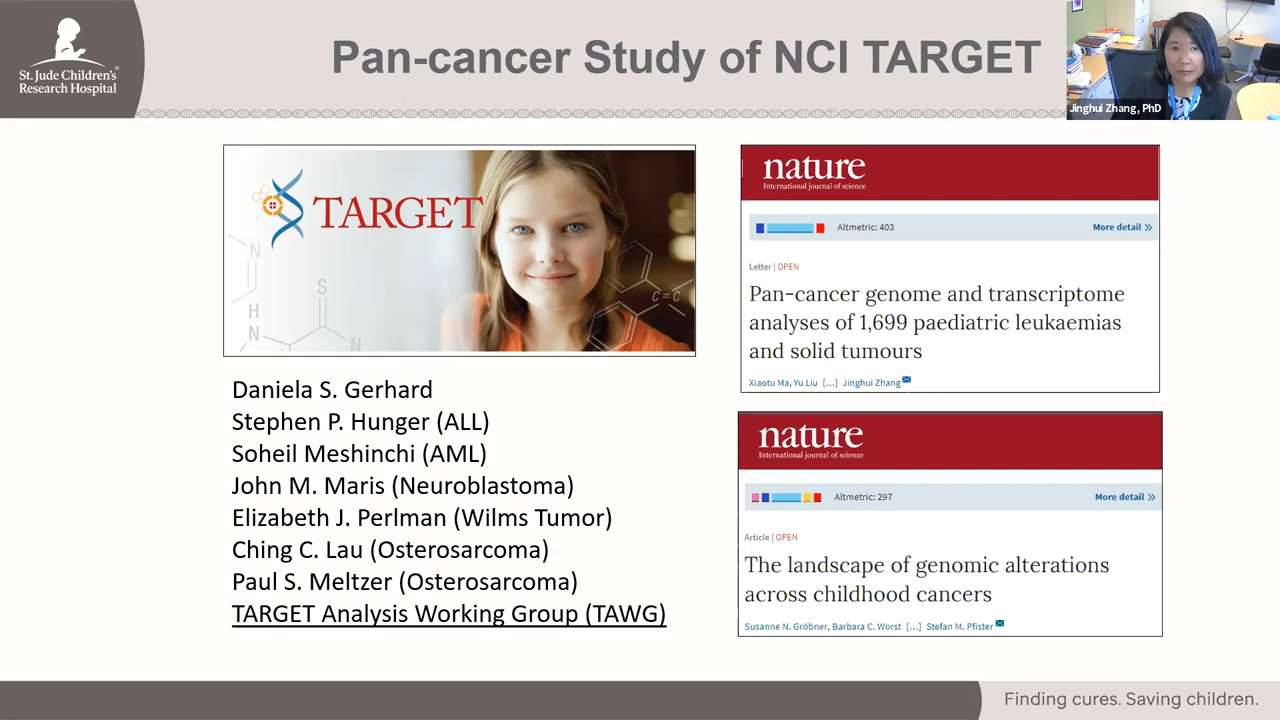 St. Jude Children's
Research Hospital
®
Pan-cancer Study of NCI TARGET
Jinghui Zhang, PhD
TARGET
N
H
N
S
N
C=C
Daniela S. Gerhard
Stephen P. Hunger (ALL)
Soheil Meshinchi (AML)
John M. Maris (Neuroblastoma)
Elizabeth J. Perlman (Wilms Tumor)
Ching C. Lau (Osterosarcoma)
Paul S. Meltzer (Osterosarcoma)
TARGET Analysis Working Group (TAWG)
nature
International journal of science
Altmetric: 403
More detail »
Letter | OPEN
Pan-cancer genome and transcriptome
analyses of 1,699 paediatric leukaemias
and solid tumours
Xiaotu Ma, Yu Liu [...] Jinghui Zhang
nature
International journal of science
Altmetric: 297
More detail »
Article | OPEN
The landscape of genomic alterations
across childhood cancers
Susanne N. Gröbner, Barbara C. Worst [...] Stefan M. Pfister
Finding cures. Saving children.